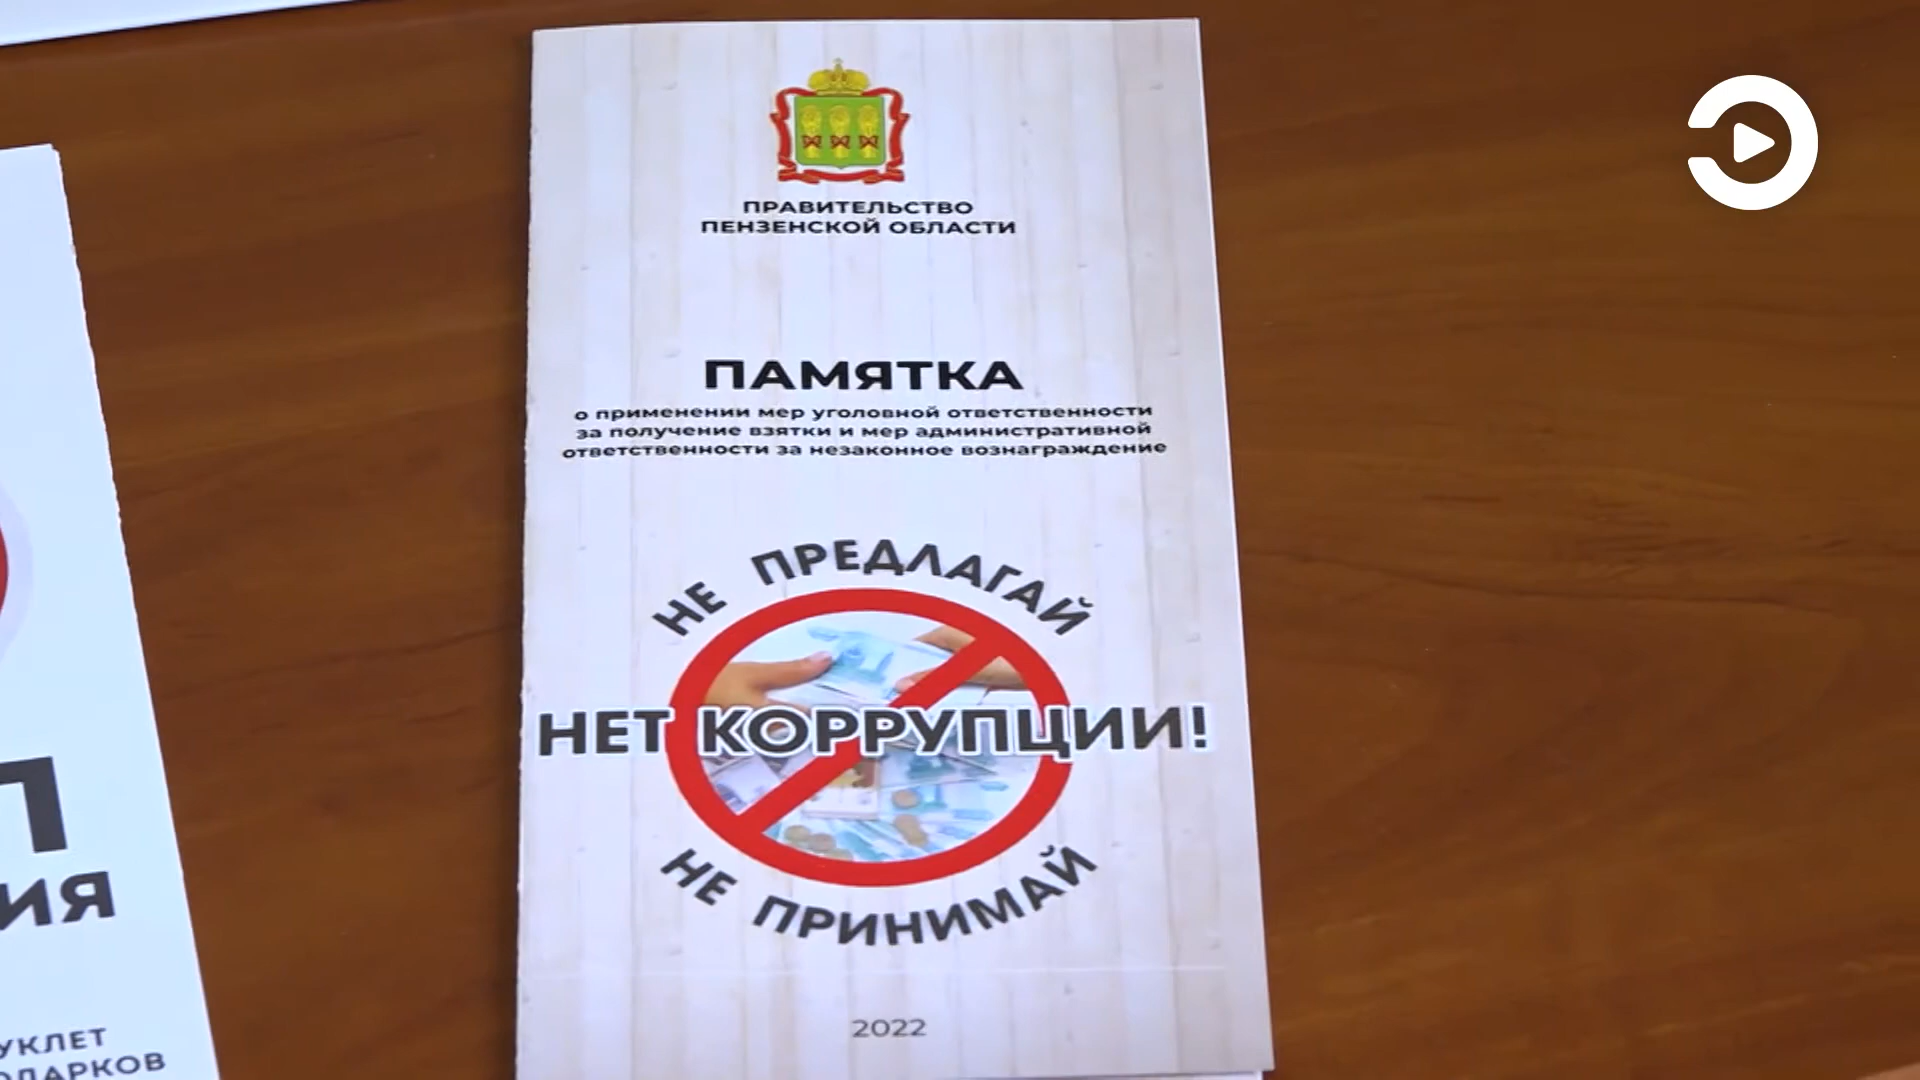 ПРАВИТЕЛЬСТВО
ПЕНЗЕНСКОЙ ОБЛАСТИ
ПАМЯТКА
о применении мер уголовной ответственности
за получение взятки и мер административной
ответственности за незаконное вознаграждение
НЕ ПРЕДЛАГАЙ
НЕТ КОРРУПЦИИ!
НЕ ПРИНИМАЙ
2022